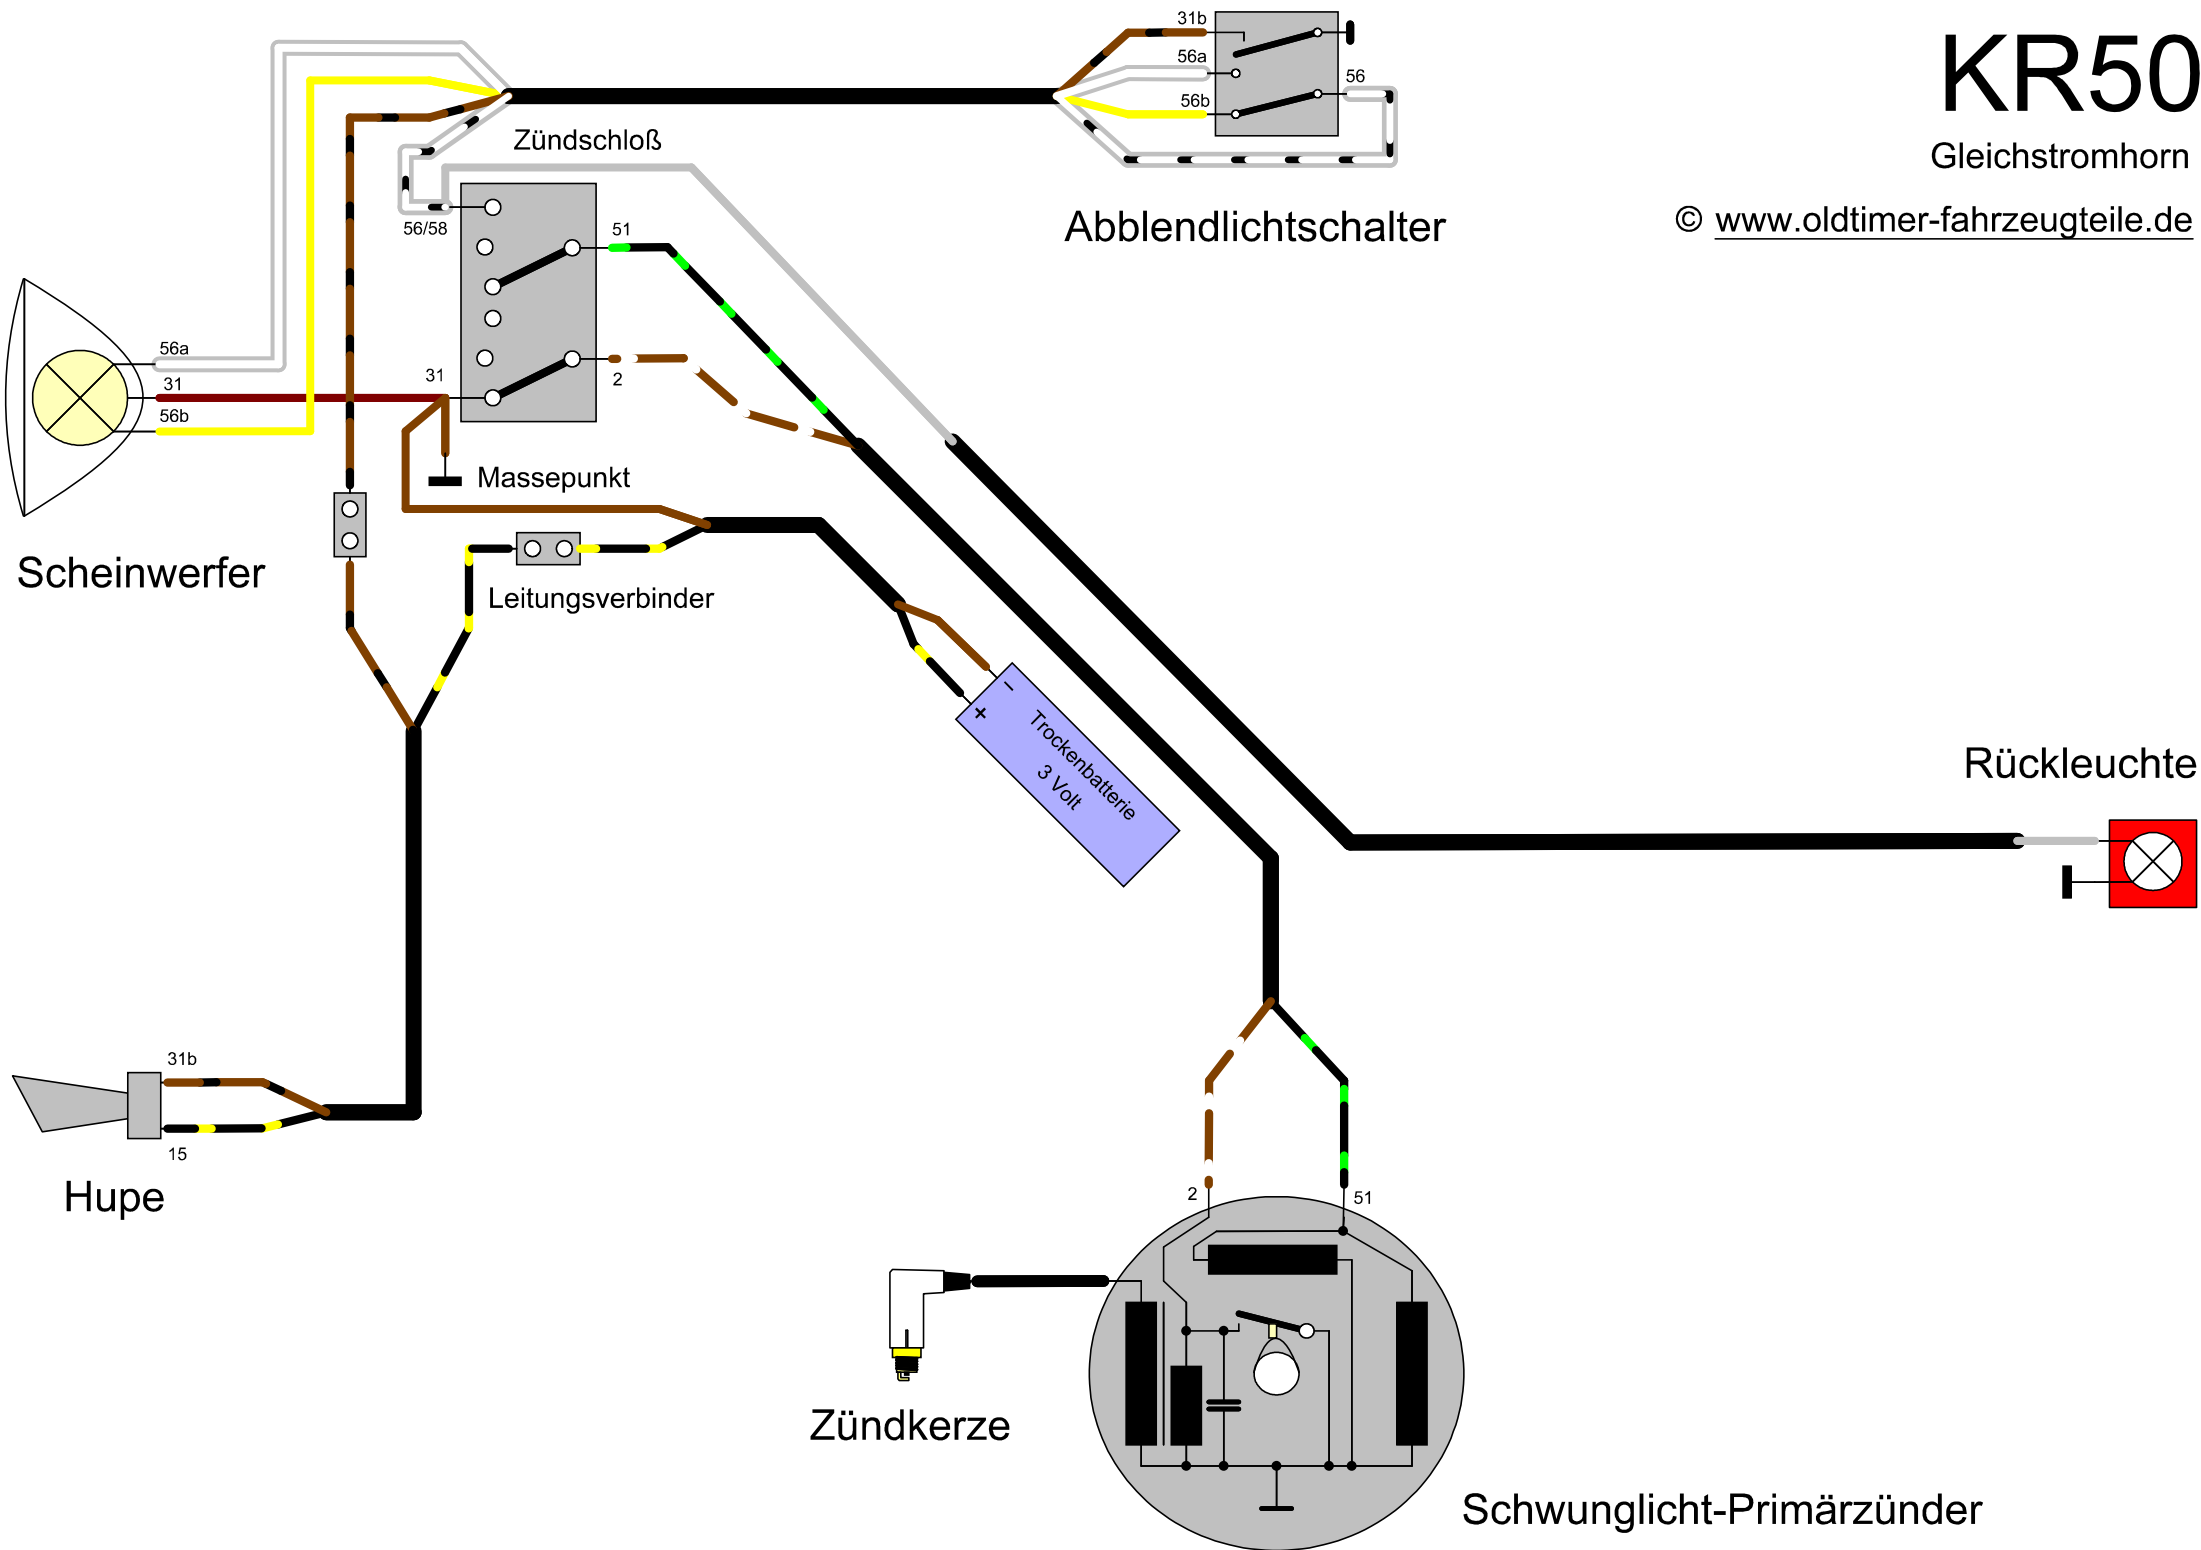 KR50
Gleichstromhorn
© www.oldtimer-fahrzeugteile.de
31b
56a
56b
56
Abblendlichtschalter
Zündschloß
56/58
51
31
2
56a
31
56b
Scheinwerfer
Massepunkt
Leitungsverbinder
−
+
Trockenbatterie
3 Volt
Rückleuchte
31b
15
Hupe
2
51
Zündkerze
Schwunglicht-Primärzünder